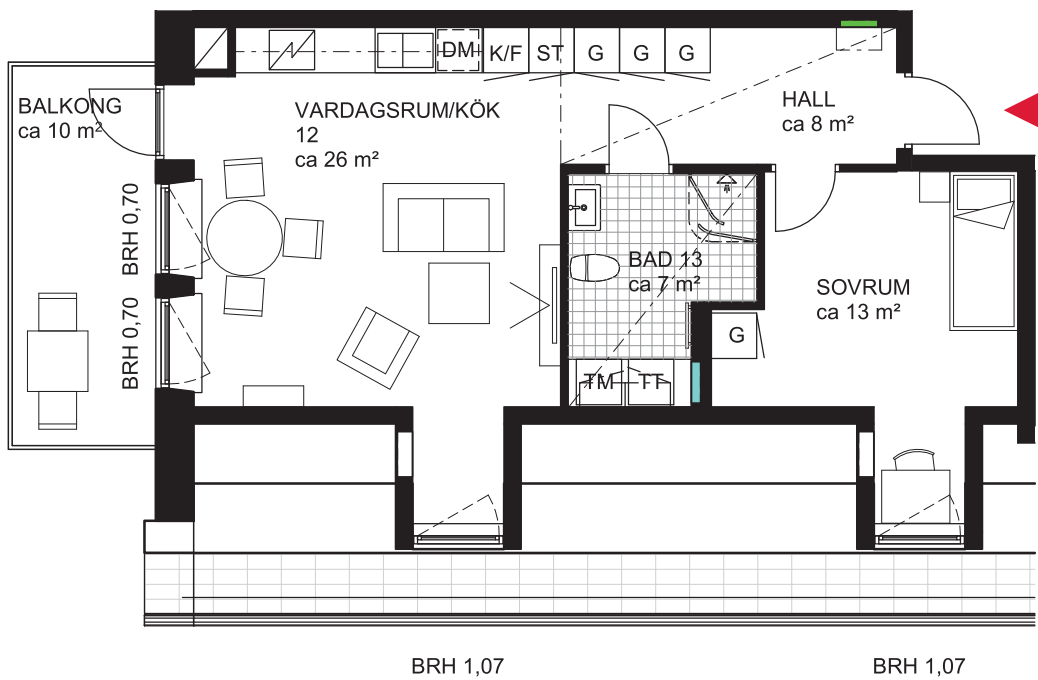 DM
K/F
ST
G
G
G
BALKONG
ca 10 m²
VARDAGSRUM/KÖK
12
ca 26 m²
HALL
ca 8 m²
BRH 0,70
BRH 0,70
BAD 13
ca 7 m²
SOVRUM
ca 13 m²
G
TM
TT
BRH 1,07
BRH 1,07